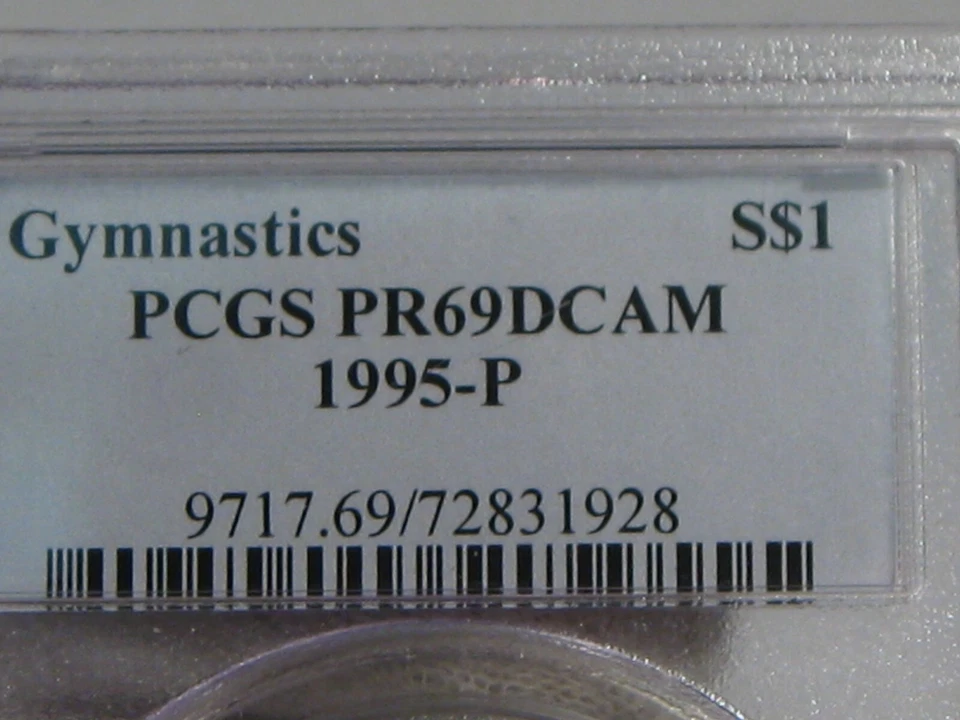 Gymnastics S$1
PCGS PR69DCAM
1995-P
9717.69/72831928